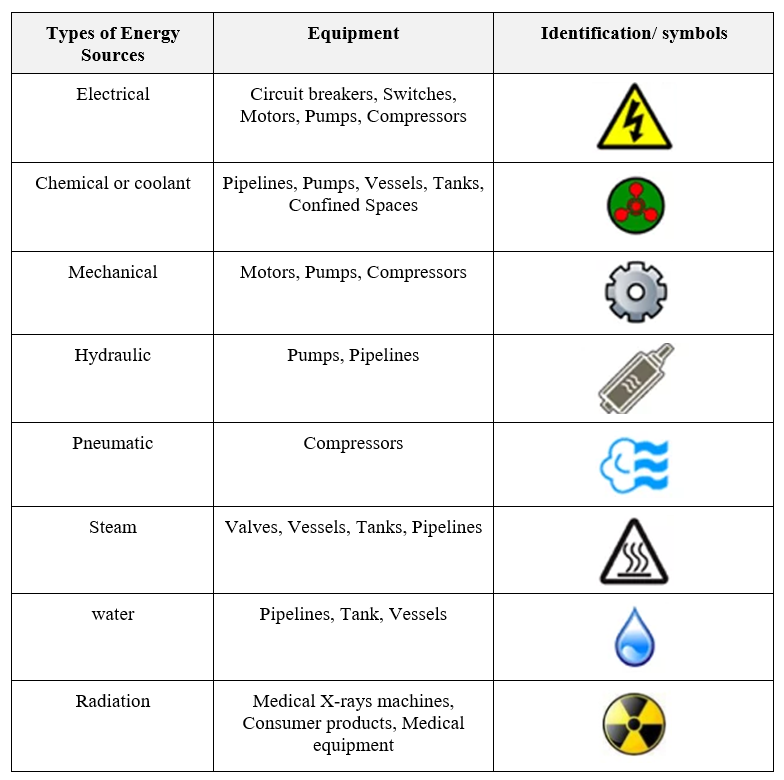 Types of Energy
Sources
Equipment
Identification/ symbols
Electrical
Circuit breakers, Switches,
Motors, Pumps, Compressors
Chemical or coolant
Pipelines, Pumps, Vessels, Tanks,
Confined Spaces
Mechanical
Motors, Pumps, Compressors
Hydraulic
Pumps, Pipelines
Pneumatic
Compressors
Steam
Valves, Vessels, Tanks, Pipelines
water
Pipelines, Tank, Vessels
Radiation
Medical X-rays machines,
Consumer products, Medical
equipment